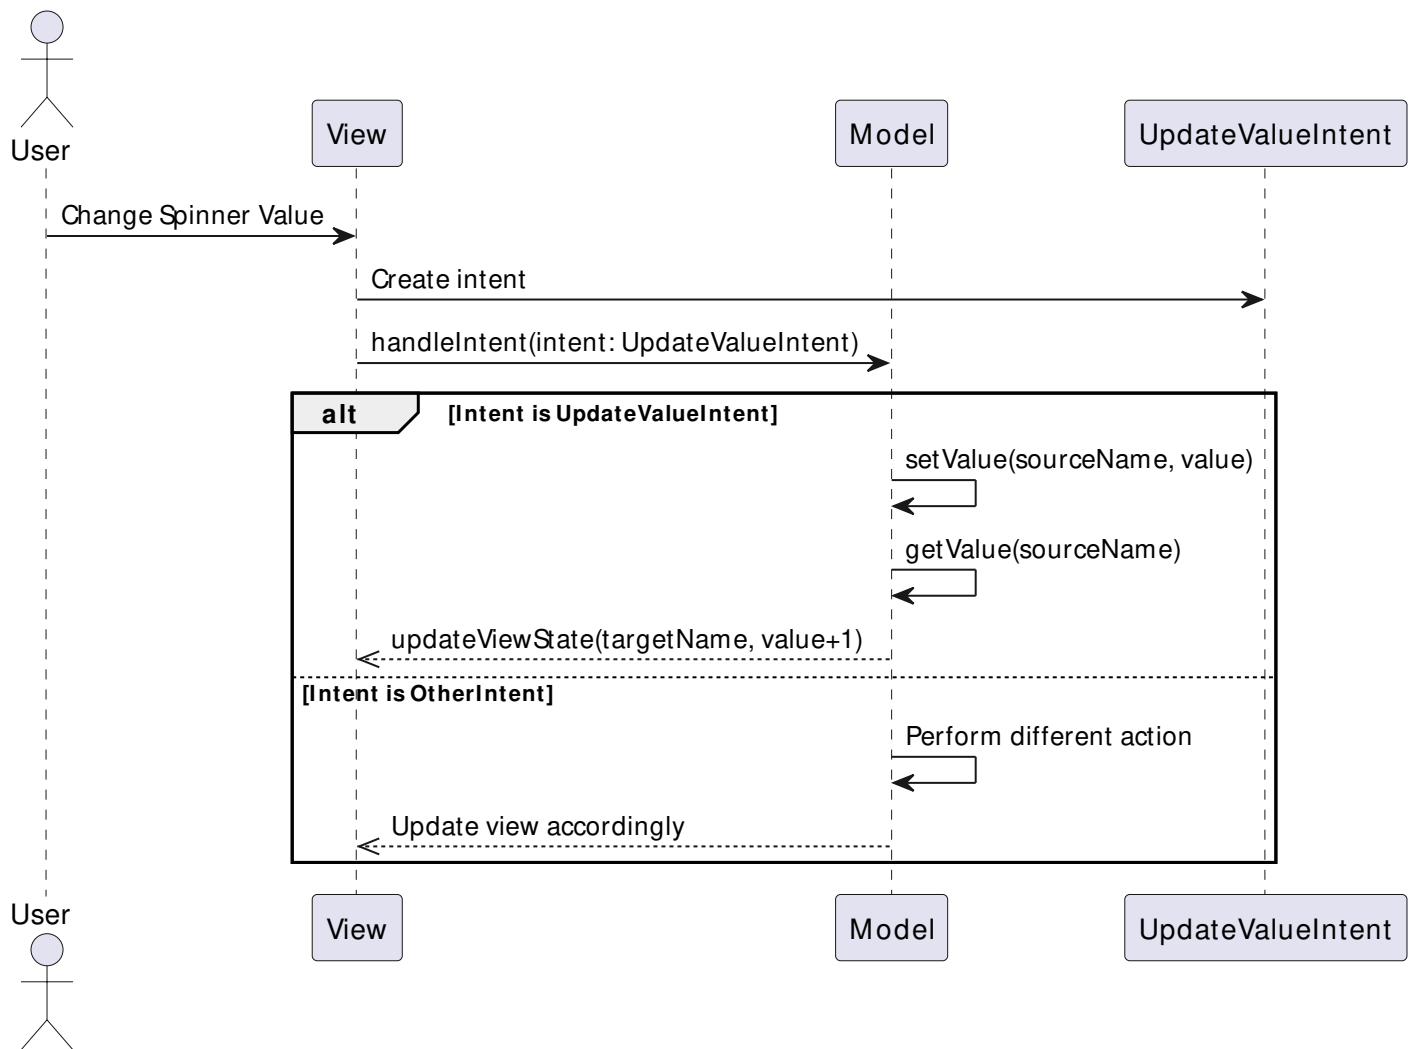 User
View
Model
UpdateValueIntent
Change Spinner Value
Create intent
handleIntent(intent: UpdateValueIntent)
alt
[Intent is UpdateValueIntent]
setValue(sourceName, value)
getValue(sourceName)
updateViewState(targetName, value+1)
[Intent is OtherIntent]
Perform different action
Update view accordingly
User
View
Model
UpdateValueIntent